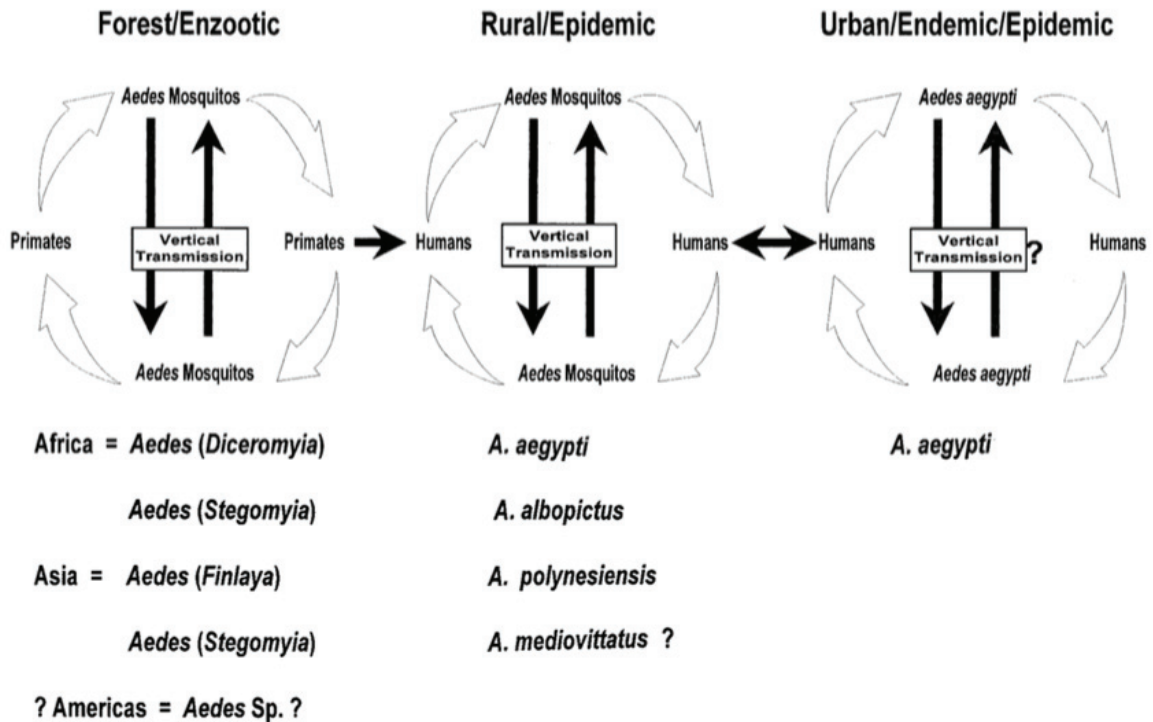 Forest/Enzootic
Rural/Epidemic
Urban/Endemic/Epidemic
Aedes Mosquitos
Aedes Mosquitos
Aedes aegypti
Primates
Vertical
Transmission
Primates
Humans
Vertical
Transmission
Humans
Humans
Vertical
Transmission
?
Humans
Aedes Mosquitos
Aedes Mosquitos
Aedes aegypti
Africa = Aedes (Diceromyia)
A. aegypti
A. aegypti
Aedes (Stegomyia)
A. albopictus
Asia = Aedes (Finlaya)
A. polynesiensis
Aedes (Stegomyia)
A. mediovittatus ?
? Americas = Aedes Sp. ?